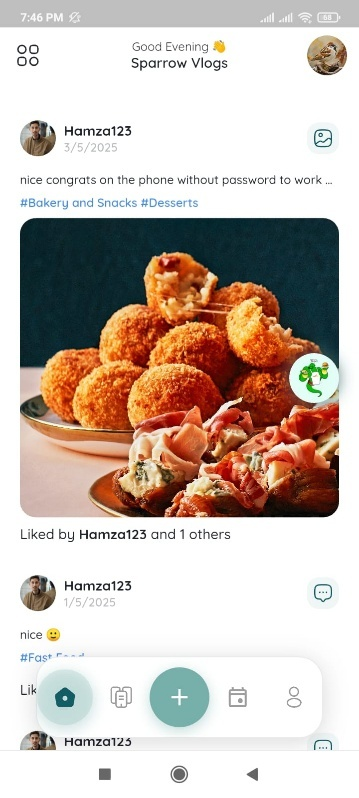 7:46 PM
68
Good Evening 👋
Sparrow Vlogs
Hamza123
3/5/2025
nice congrats on the phone without password to work ...
#Bakery and Snacks #Desserts
Liked by Hamza123 and 1 others
Hamza123
1/5/2025
nice 🙂
#Fast Food
Lik
Hamza123